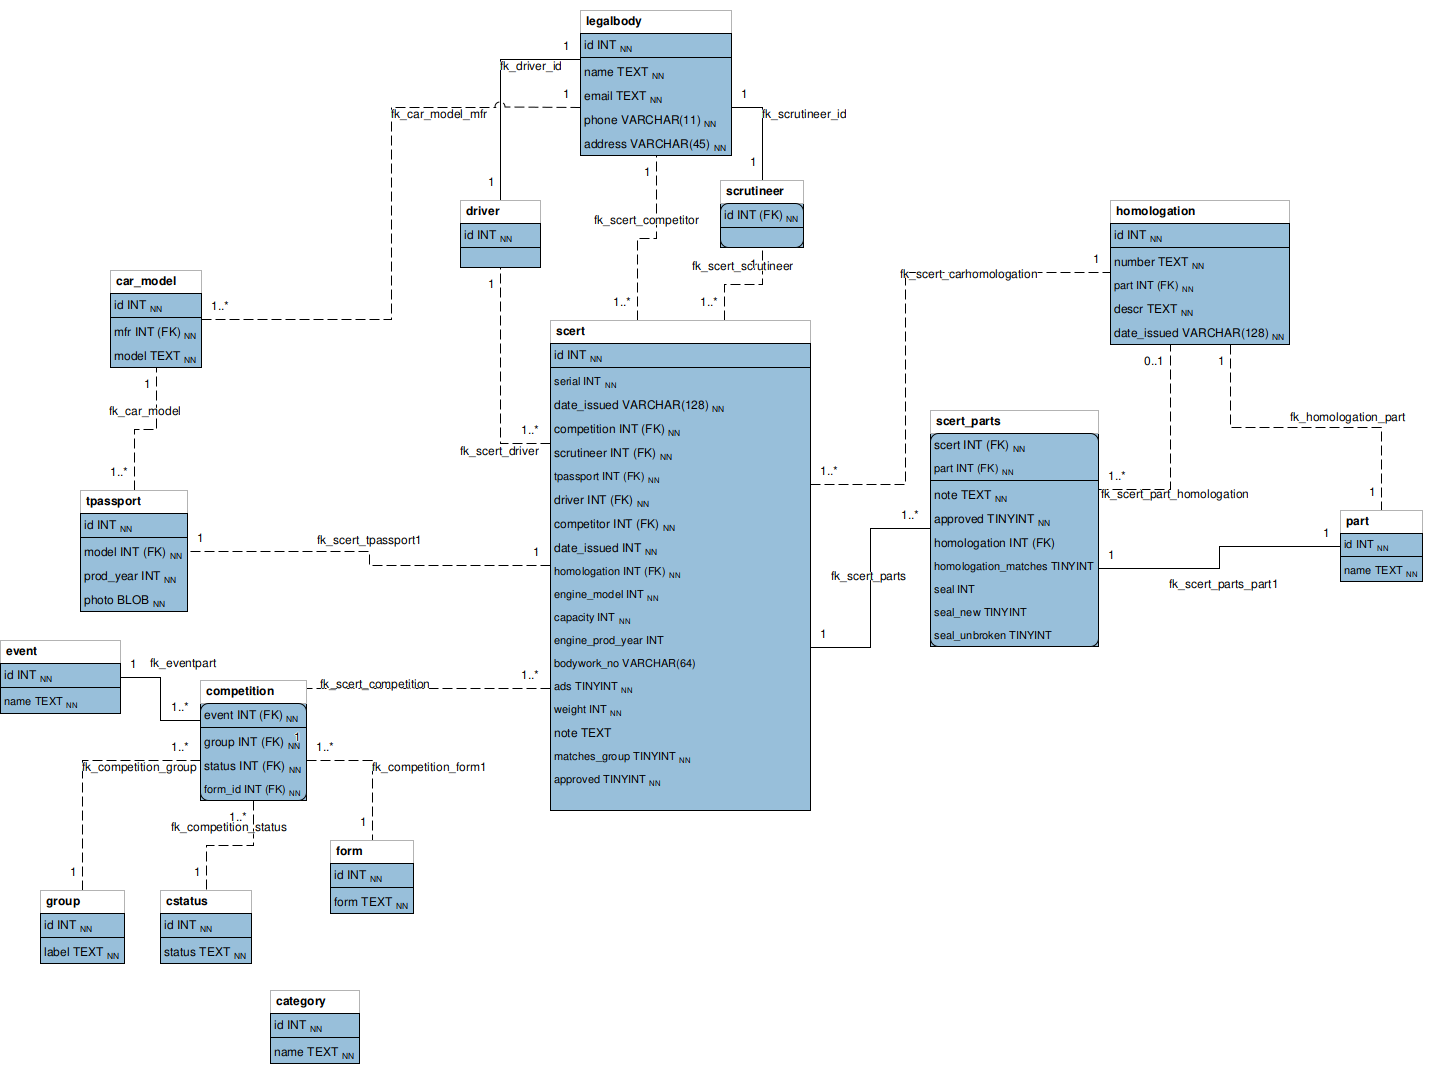 legalbody
id INT NN
name TEXT NN
email TEXT NN
phone VARCHAR(11) NN
address VARCHAR(45) NN
1
fk_driver_id
1
fk_car_model_mfr
1
fk_scrutineer_id
1
1
fk_scert_competitor
1..*
1
driver
id INT NN
1
scrutineer
id INT (FK) NN
1
fk_scert_scrutineer
1..*
homologation
id INT NN
number TEXT NN
part INT (FK) NN
descr TEXT NN
date_issued VARCHAR(128) NN
1
fk_scert_carhomologation
1..*
0..1
1
fk_homologation_part
1
car_model
id INT NN
mfr INT (FK) NN
model TEXT NN
1..*
1
fk_car_model
1..*
scert
id INT NN
serial INT NN
date_issued VARCHAR(128) NN
competition INT (FK) NN
scrutineer INT (FK) NN
tpassport INT (FK) NN
driver INT (FK) NN
competitor INT (FK) NN
date_issued INT NN
homologation INT (FK) NN
engine_model INT NN
capacity INT NN
engine_prod_year INT
bodywork_no VARCHAR(64)
ads TINYINT NN
weight INT NN
note TEXT
matches_group TINYINT NN
approved TINYINT NN
1..*
fk_scert_driver
scert_parts
scert INT (FK) NN
part INT (FK) NN
note TEXT NN
approved TINYINT NN
homologation INT (FK)
homologation_matches TINYINT
seal INT
seal_new TINYINT
seal_unbroken TINYINT
1..*
fk_scert_part_homologation
1..*
fk_scert_parts
1
part
id INT NN
name TEXT NN
1
1
fk_scert_parts_part1
tpassport
id INT NN
model INT (FK) NN
prod_year INT NN
photo BLOB NN
1
fk_scert_tpassport1
1
event
id INT NN
name TEXT NN
1
fk_eventpart
1..*
competition
event INT (FK) NN
group INT (FK) NN
status INT (FK) NN
form_id INT (FK) NN
1
fk_scert_competition
1..*
1..*
fk_competition_group
1
1..*
fk_competition_form1
1
1..*
fk_competition_status
1
form
id INT NN
form TEXT NN
group
id INT NN
label TEXT NN
cstatus
id INT NN
status TEXT NN
category
id INT NN
name TEXT NN